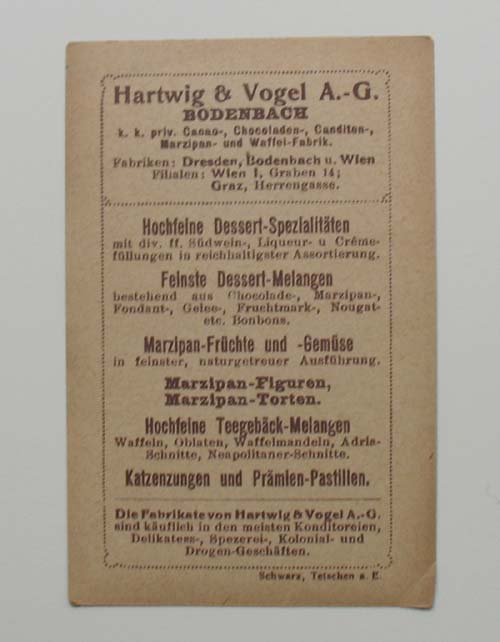 Hartwig & Vogel A.-G.
BODENBACH
k. k. priv. Cacao-, Chocoladen-, Canditen-,
Marzipan- und Waffel-Fabrik.
Fabriken: Dresden, Bodenbach u. Wien
Filialen: Wien I, Graben 14;
Graz, Herrengasse.
Hochfeine Dessert-Spezialitäten
mit div. ff. Südwein-, Liqueur- u Crême-
füllungen in reichhaltigster Assortierung.
Feinste Dessert-Melangen
bestehend aus Chocolade-, Marzipan-,
Fondant-, Gelee-, Fruchtmark-, Nougat-
etc. Bonbons.
Marzipan-Früchte und -Gemüse
in feinster, naturgetreuer Ausführung.
Marzipan-Figuren,
Marzipan-Torten.
Hochfeine Teegebäck-Melangen
Waffeln, Oblaten, Waffelmandeln, Adria-
Schnitte, Neapolitaner-Schnitte.
Katzenzungen und Prämien-Pastillen.
Die Fabrikate von Hartwig & Vogel A.-G.
sind käuflich in den meisten Konditoreien,
Delikatess-, Spezerei-, Kolonial- und
Drogen-Geschäften.
Schwarz, Tetschen a. E.